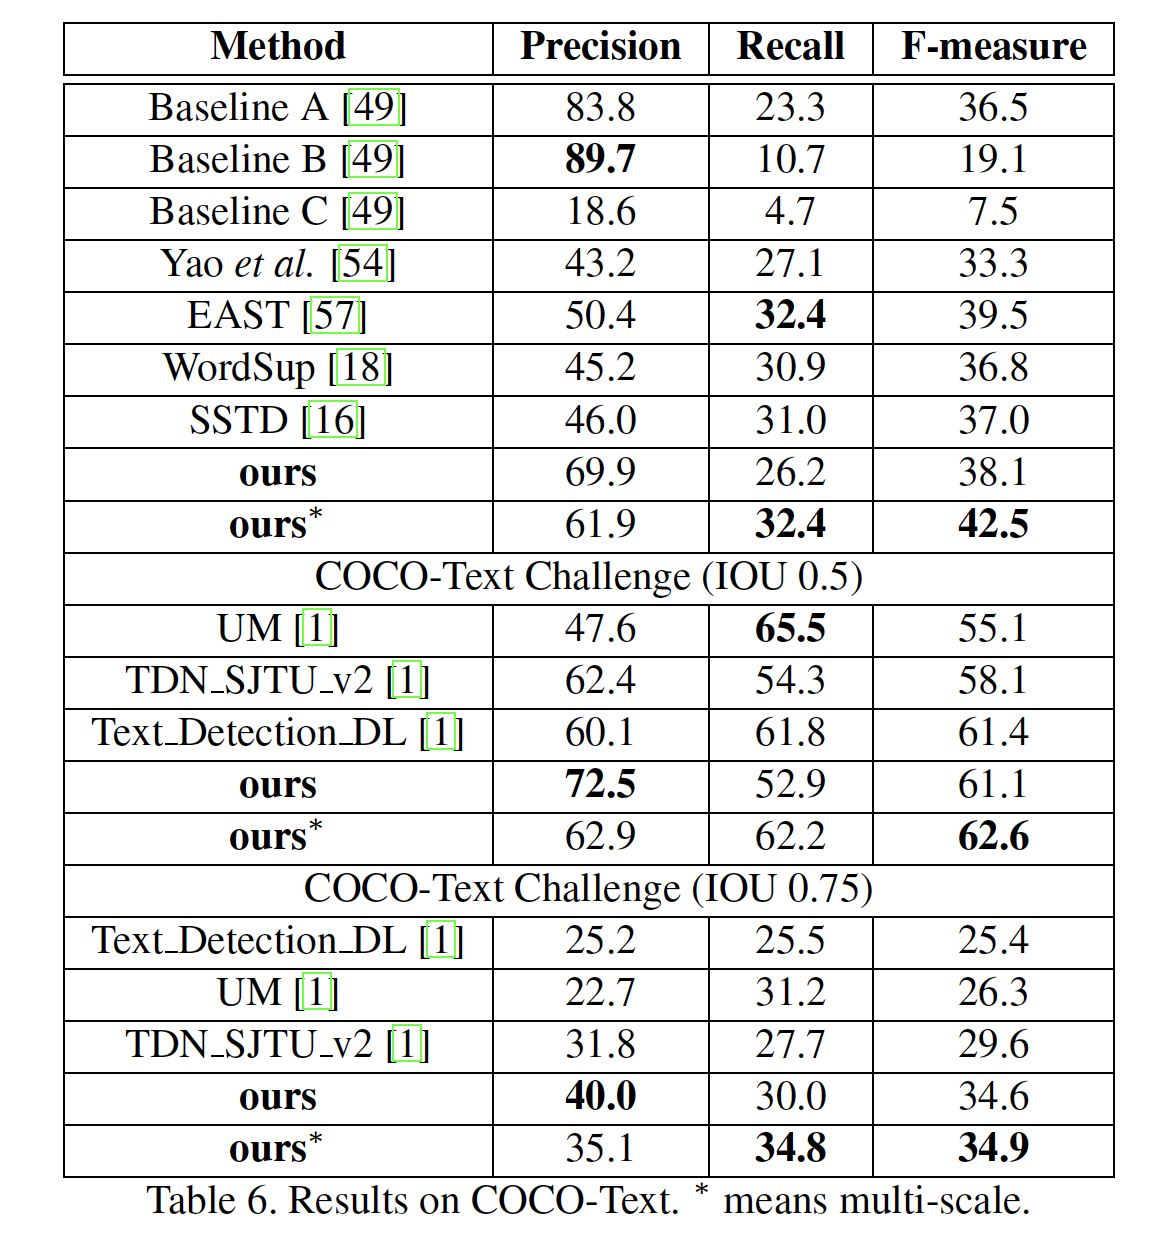 Method Precision Recall F-measure
Baseline A [49] 83.8 23.3 36.5
Baseline B [49] 89.7 10.7 19.1
Baseline C [49] 18.6 4.7 7.5
Yao et al. [54] 43.2 27.1 33.3
EAST [57] 50.4 32.4 39.5
WordSup [18] 45.2 30.9 36.8
SSTD [16] 46.0 31.0 37.0
ours 69.9 26.2 38.1
ours* 61.9 32.4 42.5
COCO-Text Challenge (IOU 0.5)
UM [1] 47.6 65.5 55.1
TDN_SJTU_v2 [1] 62.4 54.3 58.1
Text_Detection_DL [1] 60.1 61.8 61.4
ours 72.5 52.9 61.1
ours* 62.9 62.2 62.6
COCO-Text Challenge (IOU 0.75)
Text_Detection_DL [1] 25.2 25.5 25.4
UM [1] 22.7 31.2 26.3
TDN_SJTU_v2 [1] 31.8 27.7 29.6
ours 40.0 30.0 34.6
ours* 35.1 34.8 34.9
Table 6. Results on COCO-Text. * means multi-scale.